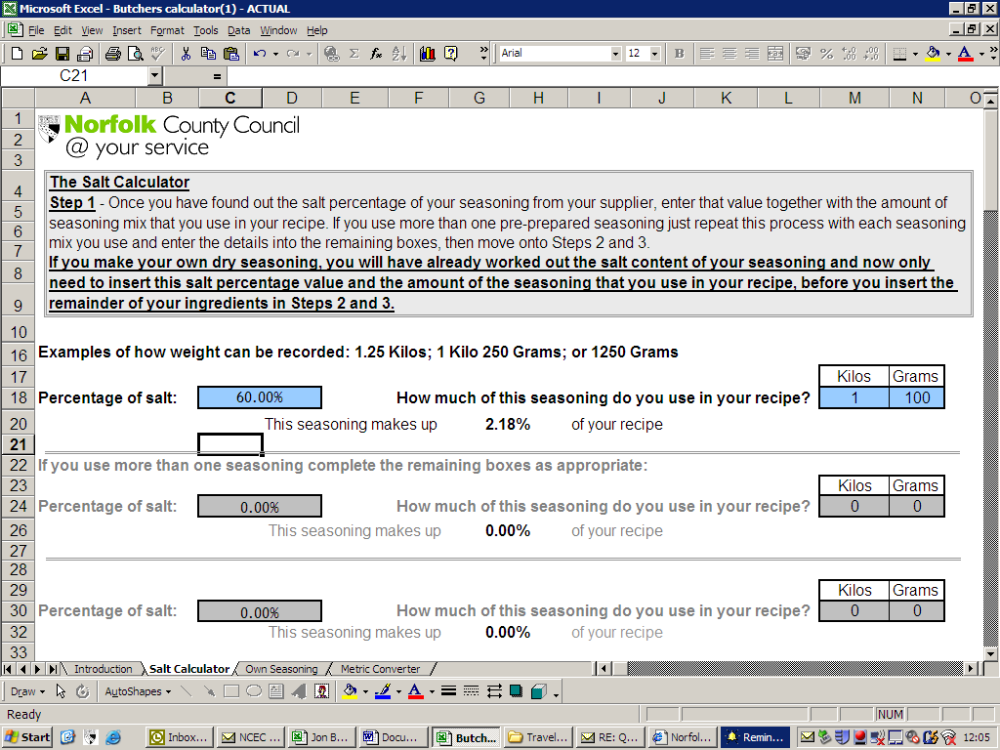 Microsoft Excel - Butchers calculator(1) - ACTUAL
File Edit View Insert Format Tools Data Window Help
Arial 12 B
C21 =
A B C D E F G H I J K L M N O
1 Norfolk County Council
2 @ your service
3
4 The Salt Calculator
5 Step 1 - Once you have found out the salt percentage of your seasoning from your supplier, enter that value together with the amount of
6 seasoning mix that you use in your recipe. If you use more than one pre-prepared seasoning just repeat this process with each seasoning
7 mix you use and enter the details into the remaining boxes, then move onto Steps 2 and 3.
8 If you make your own dry seasoning, you will have already worked out the salt content of your seasoning and now only
need to insert this salt percentage value and the amount of the seasoning that you use in your recipe, before you insert the
9 remainder of your ingredients in Steps 2 and 3.
10
16 Examples of how weight can be recorded: 1.25 Kilos; 1 Kilo 250 Grams; or 1250 Grams
17 Kilos Grams
18 Percentage of salt: 60.00% How much of this seasoning do you use in your recipe? 1 100
20 This seasoning makes up 2.18% of your recipe
21
22 If you use more than one seasoning complete the remaining boxes as appropriate:
23 Kilos Grams
24 Percentage of salt: 0.00% How much of this seasoning do you use in your recipe? 0 0
26 This seasoning makes up 0.00% of your recipe
27
28
29 Kilos Grams
30 Percentage of salt: 0.00% How much of this seasoning do you use in your recipe? 0 0
32 This seasoning makes up 0.00% of your recipe
33
Introduction Salt Calculator Own Seasoning Metric Converter
Draw AutoShapes
Ready NUM
Start Inbox... NCEC ... Jon B... Docu... Butch... Travel... RE: Q... Norfol... Remin... 12:05